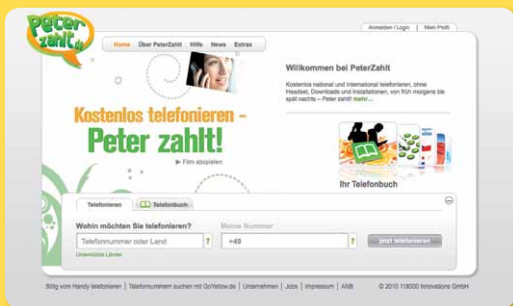 Peter
zahlt.de
Anmelden / Login | Mein Profil
Home Über PeterZahlt Hilfe News Extras
Willkommen bei PeterZahlt
Kostenlos national und international telefonieren, ohne
Headset, Downloads und Installationen, von früh morgens bis
spät nachts – Peter zahlt! mehr...
Kostenlos telefonieren –
Peter zahlt!
Film abspielen
Ihr Telefonbuch
Telefonieren Telefonbuch
Wohin möchten Sie telefonieren? Meine Nummer
Telefonnummer oder Land ? +49 ? jetzt telefonieren
Unterstützte Länder
Billig vom Handy telefonieren | Telefonnummern suchen mit GoYellow.de | Unternehmen | Jobs | Impressum | ANB © 2010 118000 Innovations GmbH